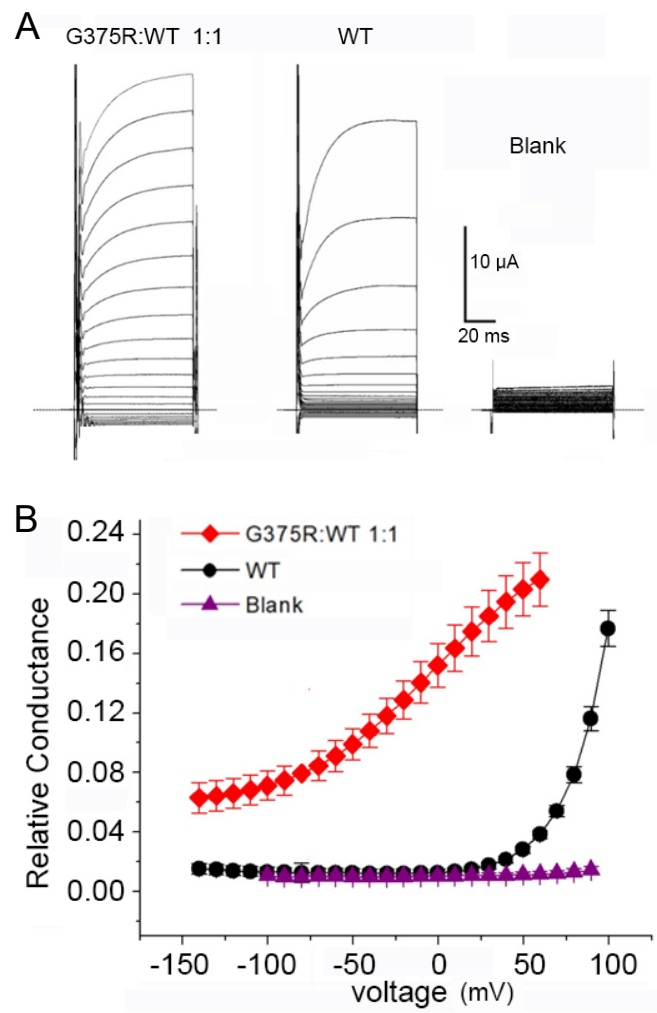 A
G375R:WT 1:1 WT
Blank
10 µA
20 ms
B
0.24
0.20
0.16
0.12
0.08
0.04
0.00
Relative Conductance
G375R:WT 1:1
WT
Blank
-150 -100 -50 0 50 100
voltage (mV)